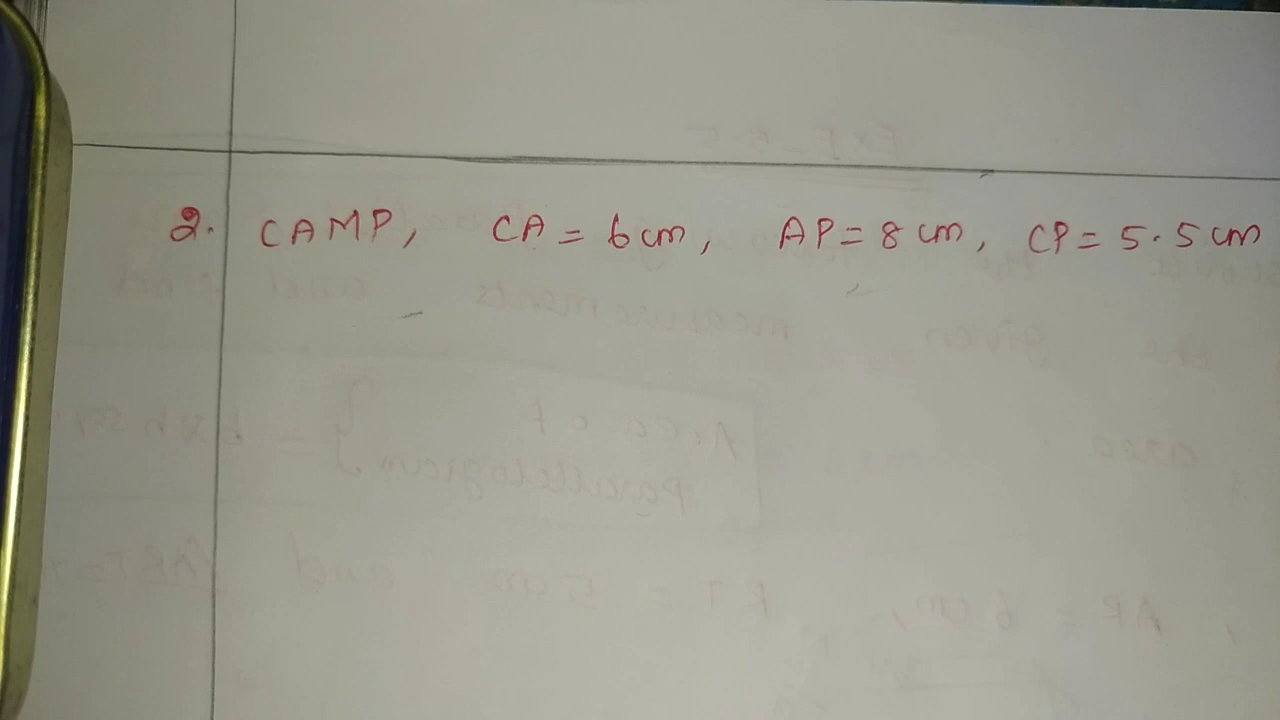 2. CAMP, CA = 6 cm, AP = 8 cm, CP = 5.5 cm